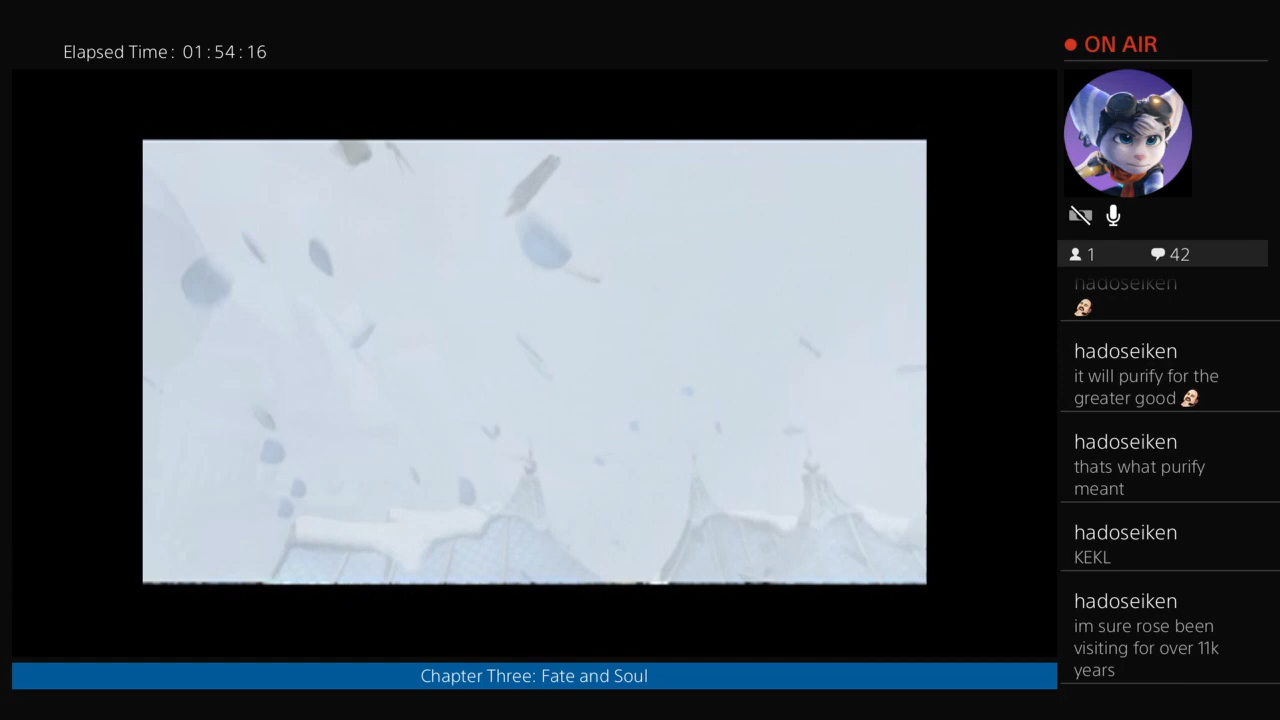 Elapsed Time: 01:54:16
ON AIR
1
42
hadoseiken
hadoseiken
it will purify for the
greater good
hadoseiken
thats what purify
meant
hadoseiken
KEKL
hadoseiken
im sure rose been
visiting for over 11k
years
Chapter Three: Fate and Soul